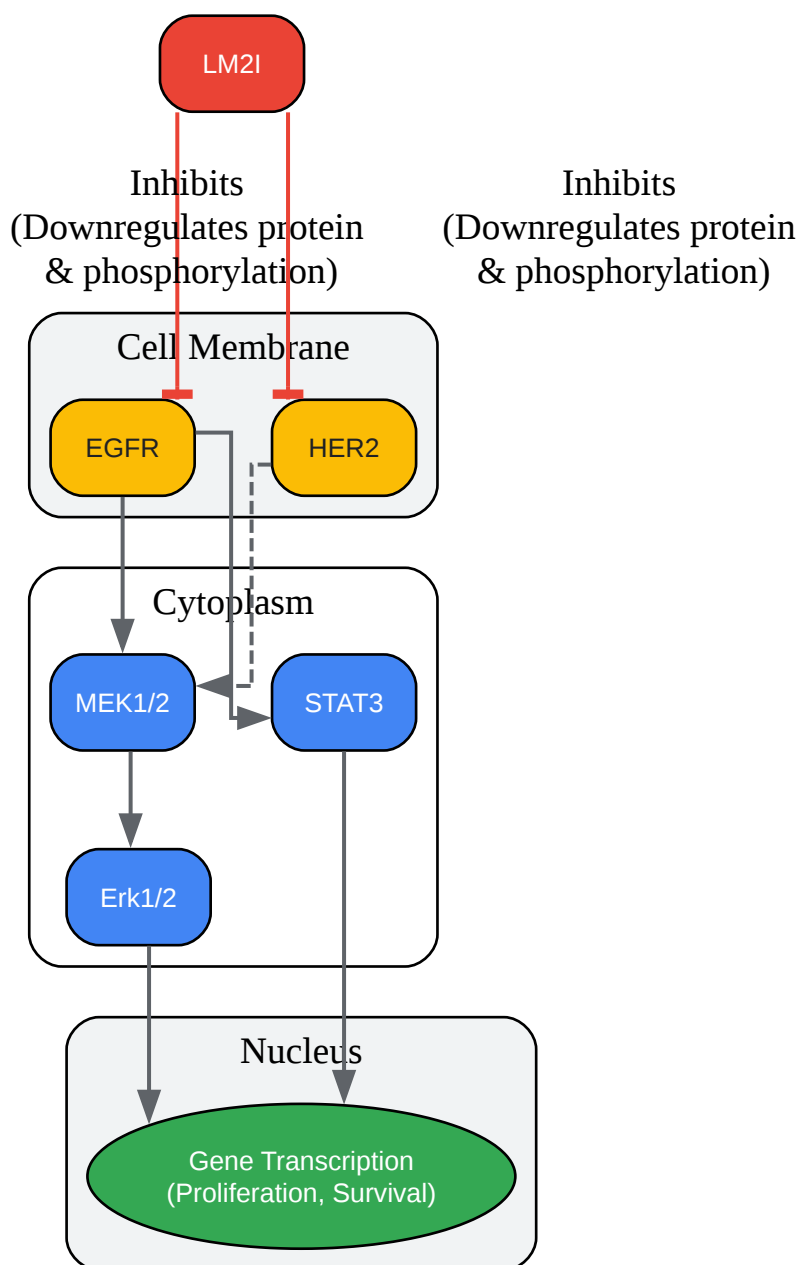 LM2I
Inhibits
(Downregulates protein
& phosphorylation)
Inhibits
(Downregulates protein
& phosphorylation)
Cell Membrane
EGFR
HER2
Cytoplasm
MEK1/2
STAT3
Erk1/2
Nucleus
Gene Transcription
(Proliferation, Survival)